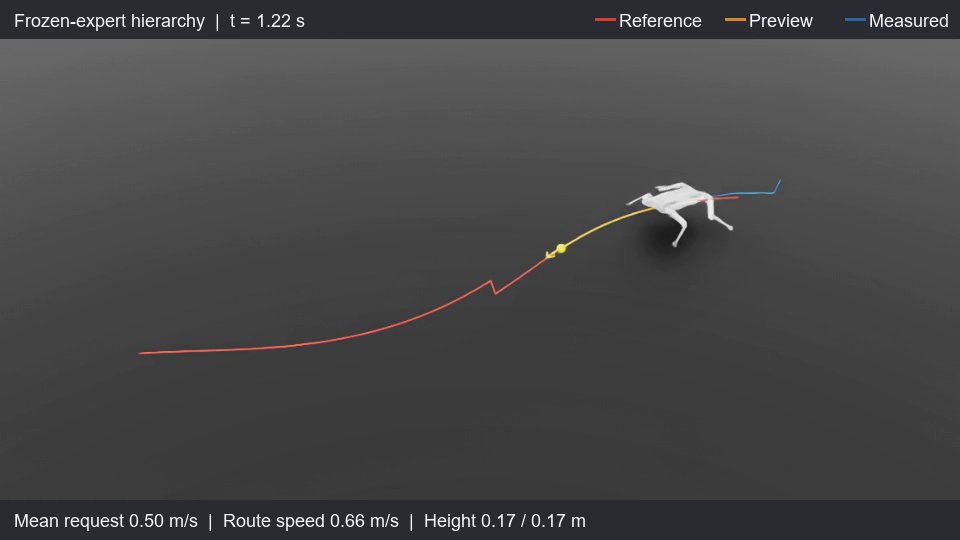 Frozen-expert hierarchy | t = 1.22 s
Reference Preview Measured
Mean request 0.50 m/s | Route speed 0.66 m/s | Height 0.17 / 0.17 m